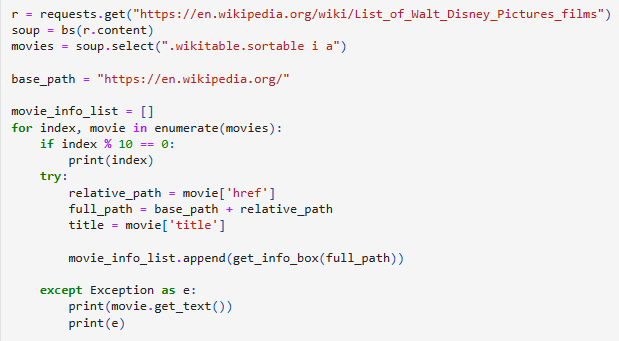 r = requests.get("https://en.wikipedia.org/wiki/List_of_Walt_Disney_Pictures_films")
soup = bs(r.content)
movies = soup.select(".wikitable.sortable i a")

base_path = "https://en.wikipedia.org/"

movie_info_list = []
for index, movie in enumerate(movies):
    if index % 10 == 0:
        print(index)
    try:
        relative_path = movie['href']
        full_path = base_path + relative_path
        title = movie['title']

        movie_info_list.append(get_info_box(full_path))

    except Exception as e:
        print(movie.get_text())
        print(e)